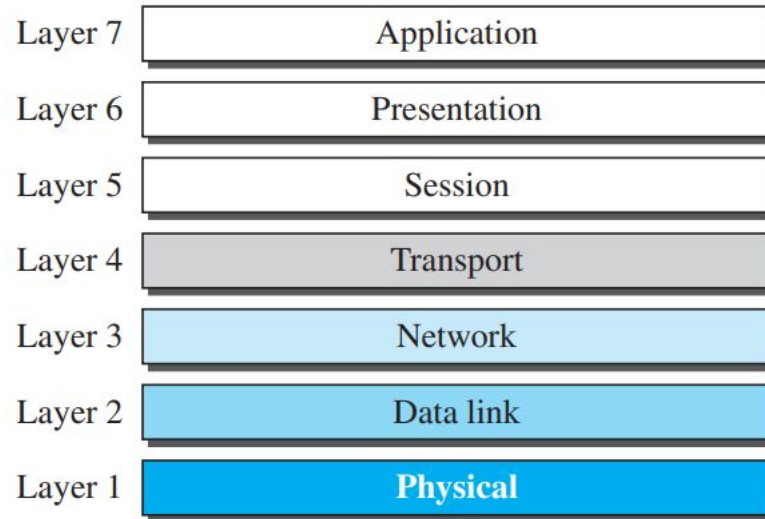 Layer 7 Application
Layer 6 Presentation
Layer 5 Session
Layer 4 Transport
Layer 3 Network
Layer 2 Data link
Layer 1 Physical